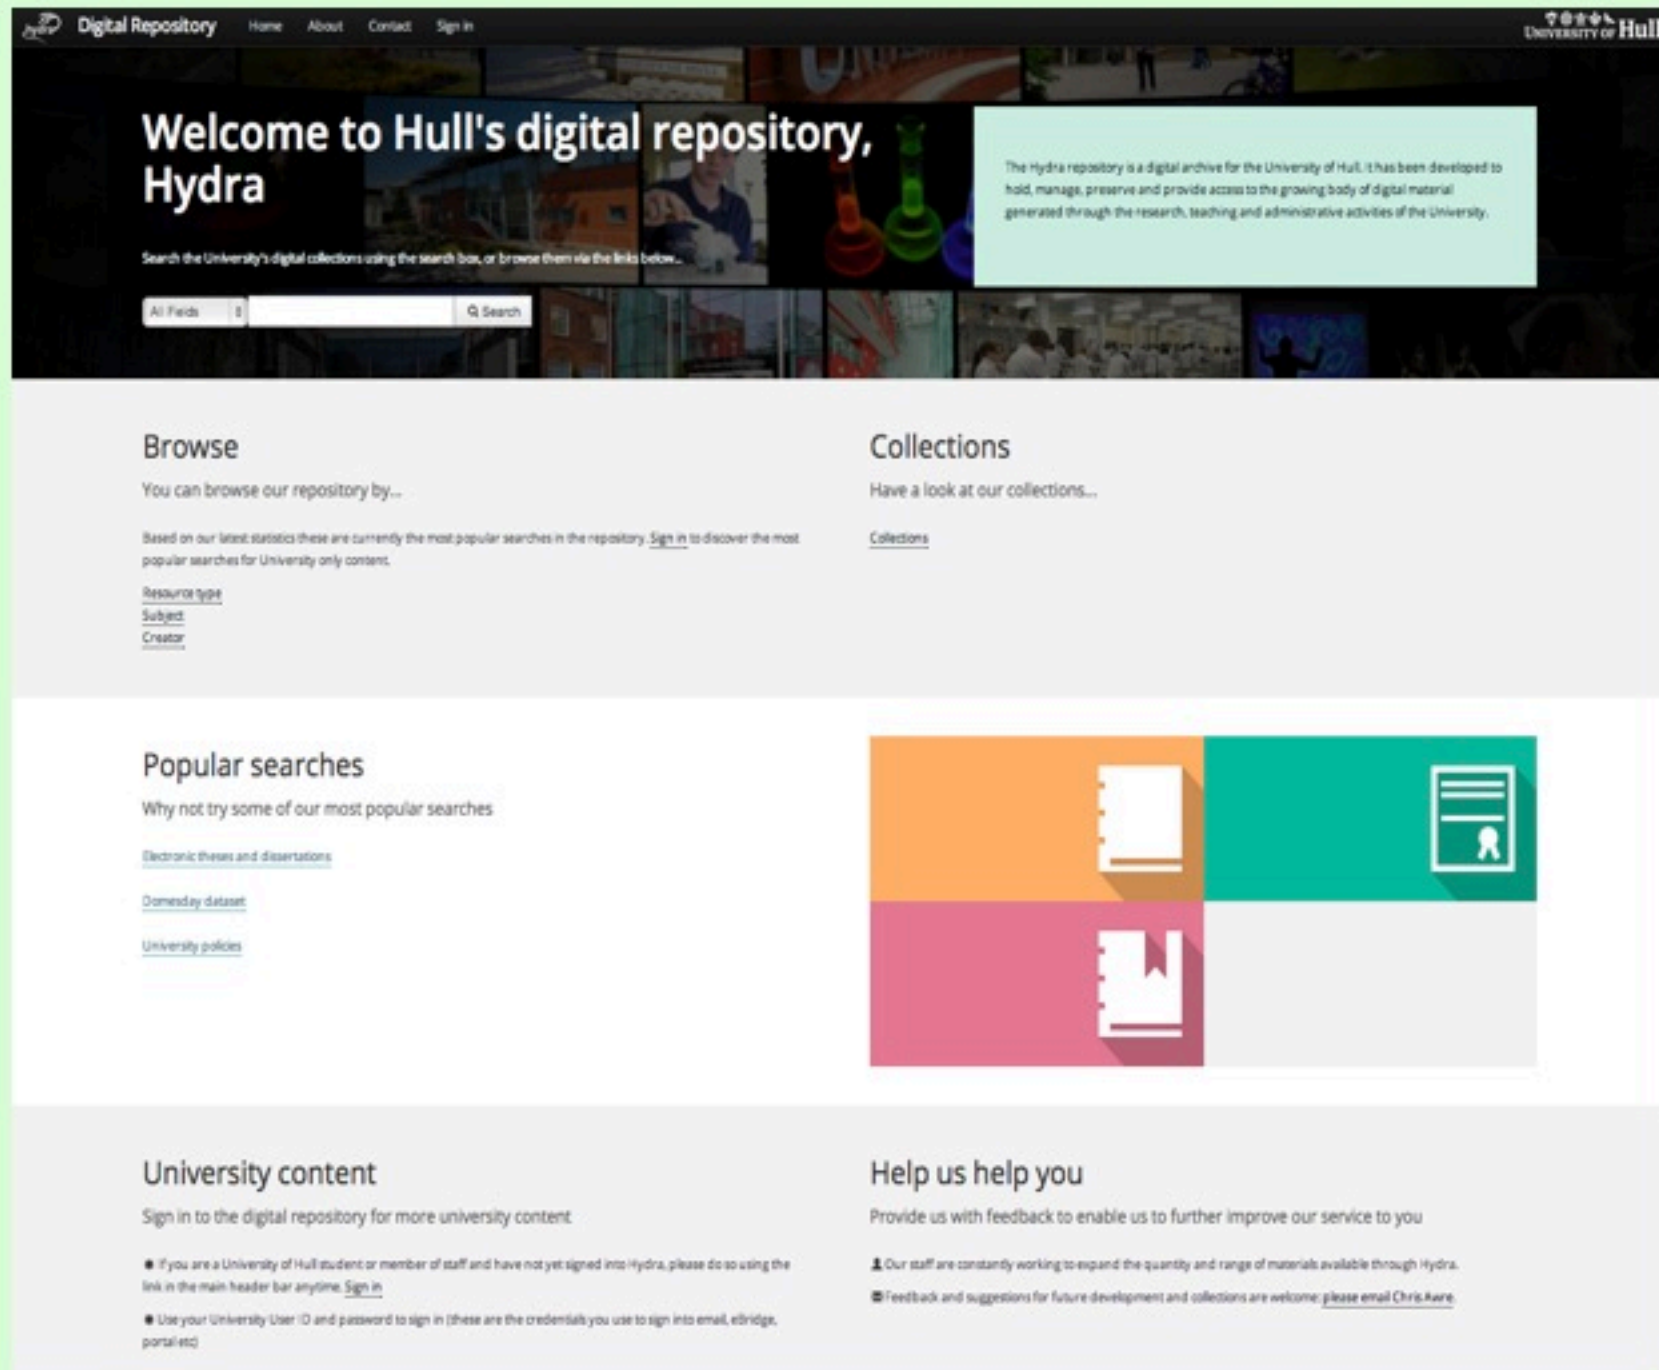 Digital Repository Home About Contact Sign in
UNIVERSITY OF Hull
Welcome to Hull's digital repository,
Hydra
Search the University's digital collections using the search box, or browse them via the links below...
All Fields Search
The Hydra repository is a digital archive for the University of Hull. It has been developed to
hold, manage, preserve and provide access to the growing body of digital material
generated through the research, teaching and administrative activities of the University.
Browse
You can browse our repository by...
Based on our latest statistics these are currently the most popular searches in the repository. Sign in to discover the most
popular searches for University only content.
Resource type
Subject
Creator
Collections
Have a look at our collections...
Collections
Popular searches
Why not try some of our most popular searches
Electronic theses and dissertations
Domesday dataset
University policies
University content
Sign in to the digital repository for more university content
If you are a University of Hull student or member of staff and have not yet signed into Hydra, please do so using the
link in the main header bar anytime. Sign in
Use your University User ID and password to sign in (these are the credentials you use to sign into email, eBridge,
portal etc)
Help us help you
Provide us with feedback to enable us to further improve our service to you
Our staff are constantly working to expand the quantity and range of materials available through Hydra.
Feedback and suggestions for future development and collections are welcome: please email Chris Awre.